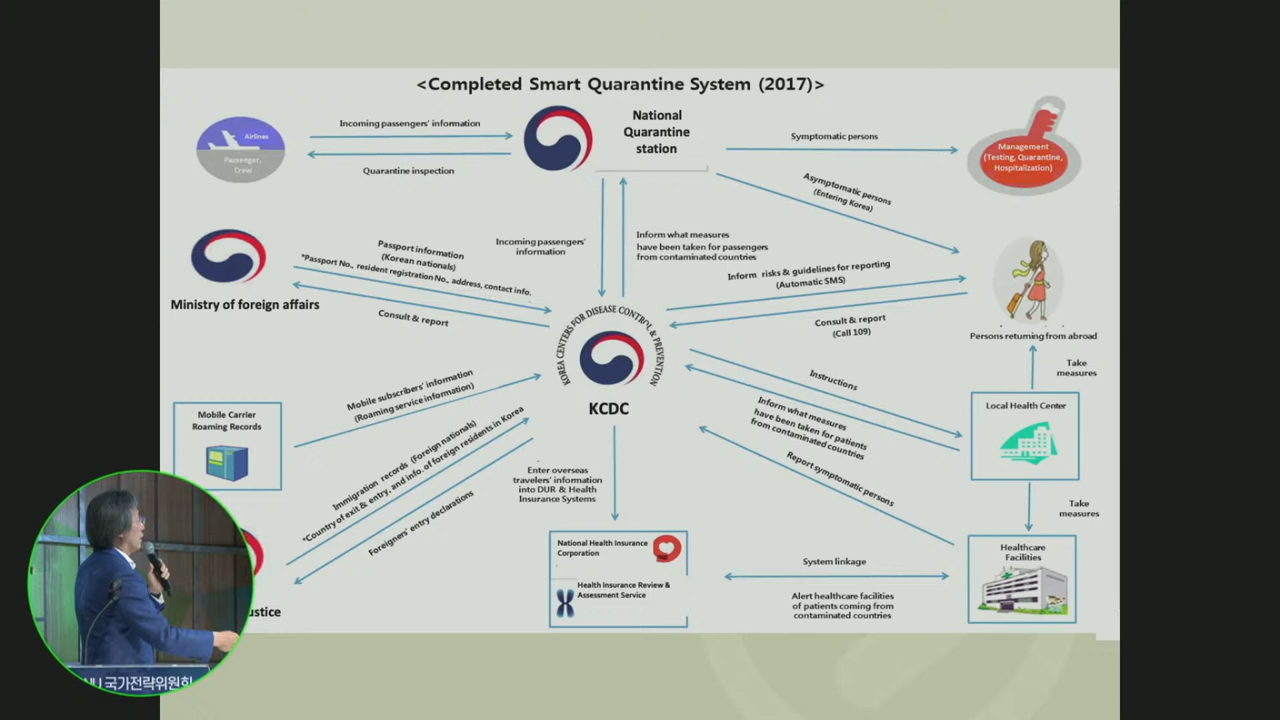 <Completed Smart Quarantine System (2017)>
Airlines
Passenger,
Crew
Incoming passengers' information
Quarantine inspection
National
Quarantine
station
Symptomatic persons
Management
(Testing, Quarantine,
Hospitalization)
Asymptomatic persons
(Entering Korea)
Ministry of foreign affairs
Passport information
(Korean nationals)
*Passport No., resident registration No., address, contact info.
Consult & report
Incoming passengers'
information
Inform what measures
have been taken for passengers
from contaminated countries
Inform risks & guidelines for reporting
(Automatic SMS)
Consult & report
(Call 109)
Persons returning from abroad
KOREA CENTERS FOR DISEASE CONTROL & PREVENTION
KCDC
Take
measures
Mobile Carrier
Roaming Records
Mobile subscribers' information
(Roaming service information)
Instructions
Inform what measures
have been taken for patients
from contaminated countries
Local Health Center
Immigration records (Foreign nationals)
*Country of exit & entry, and info. of foreign residents in Korea
Foreigners' entry declarations
Enter overseas
travelers' information
into DUR & Health
Insurance Systems
Report symptomatic persons
Take
measures
National Health Insurance
Corporation
Health Insurance Review &
Assessment Service
System linkage
Alert healthcare facilities
of patients coming from
contaminated countries
Healthcare
Facilities
ustice
국가전략위원회